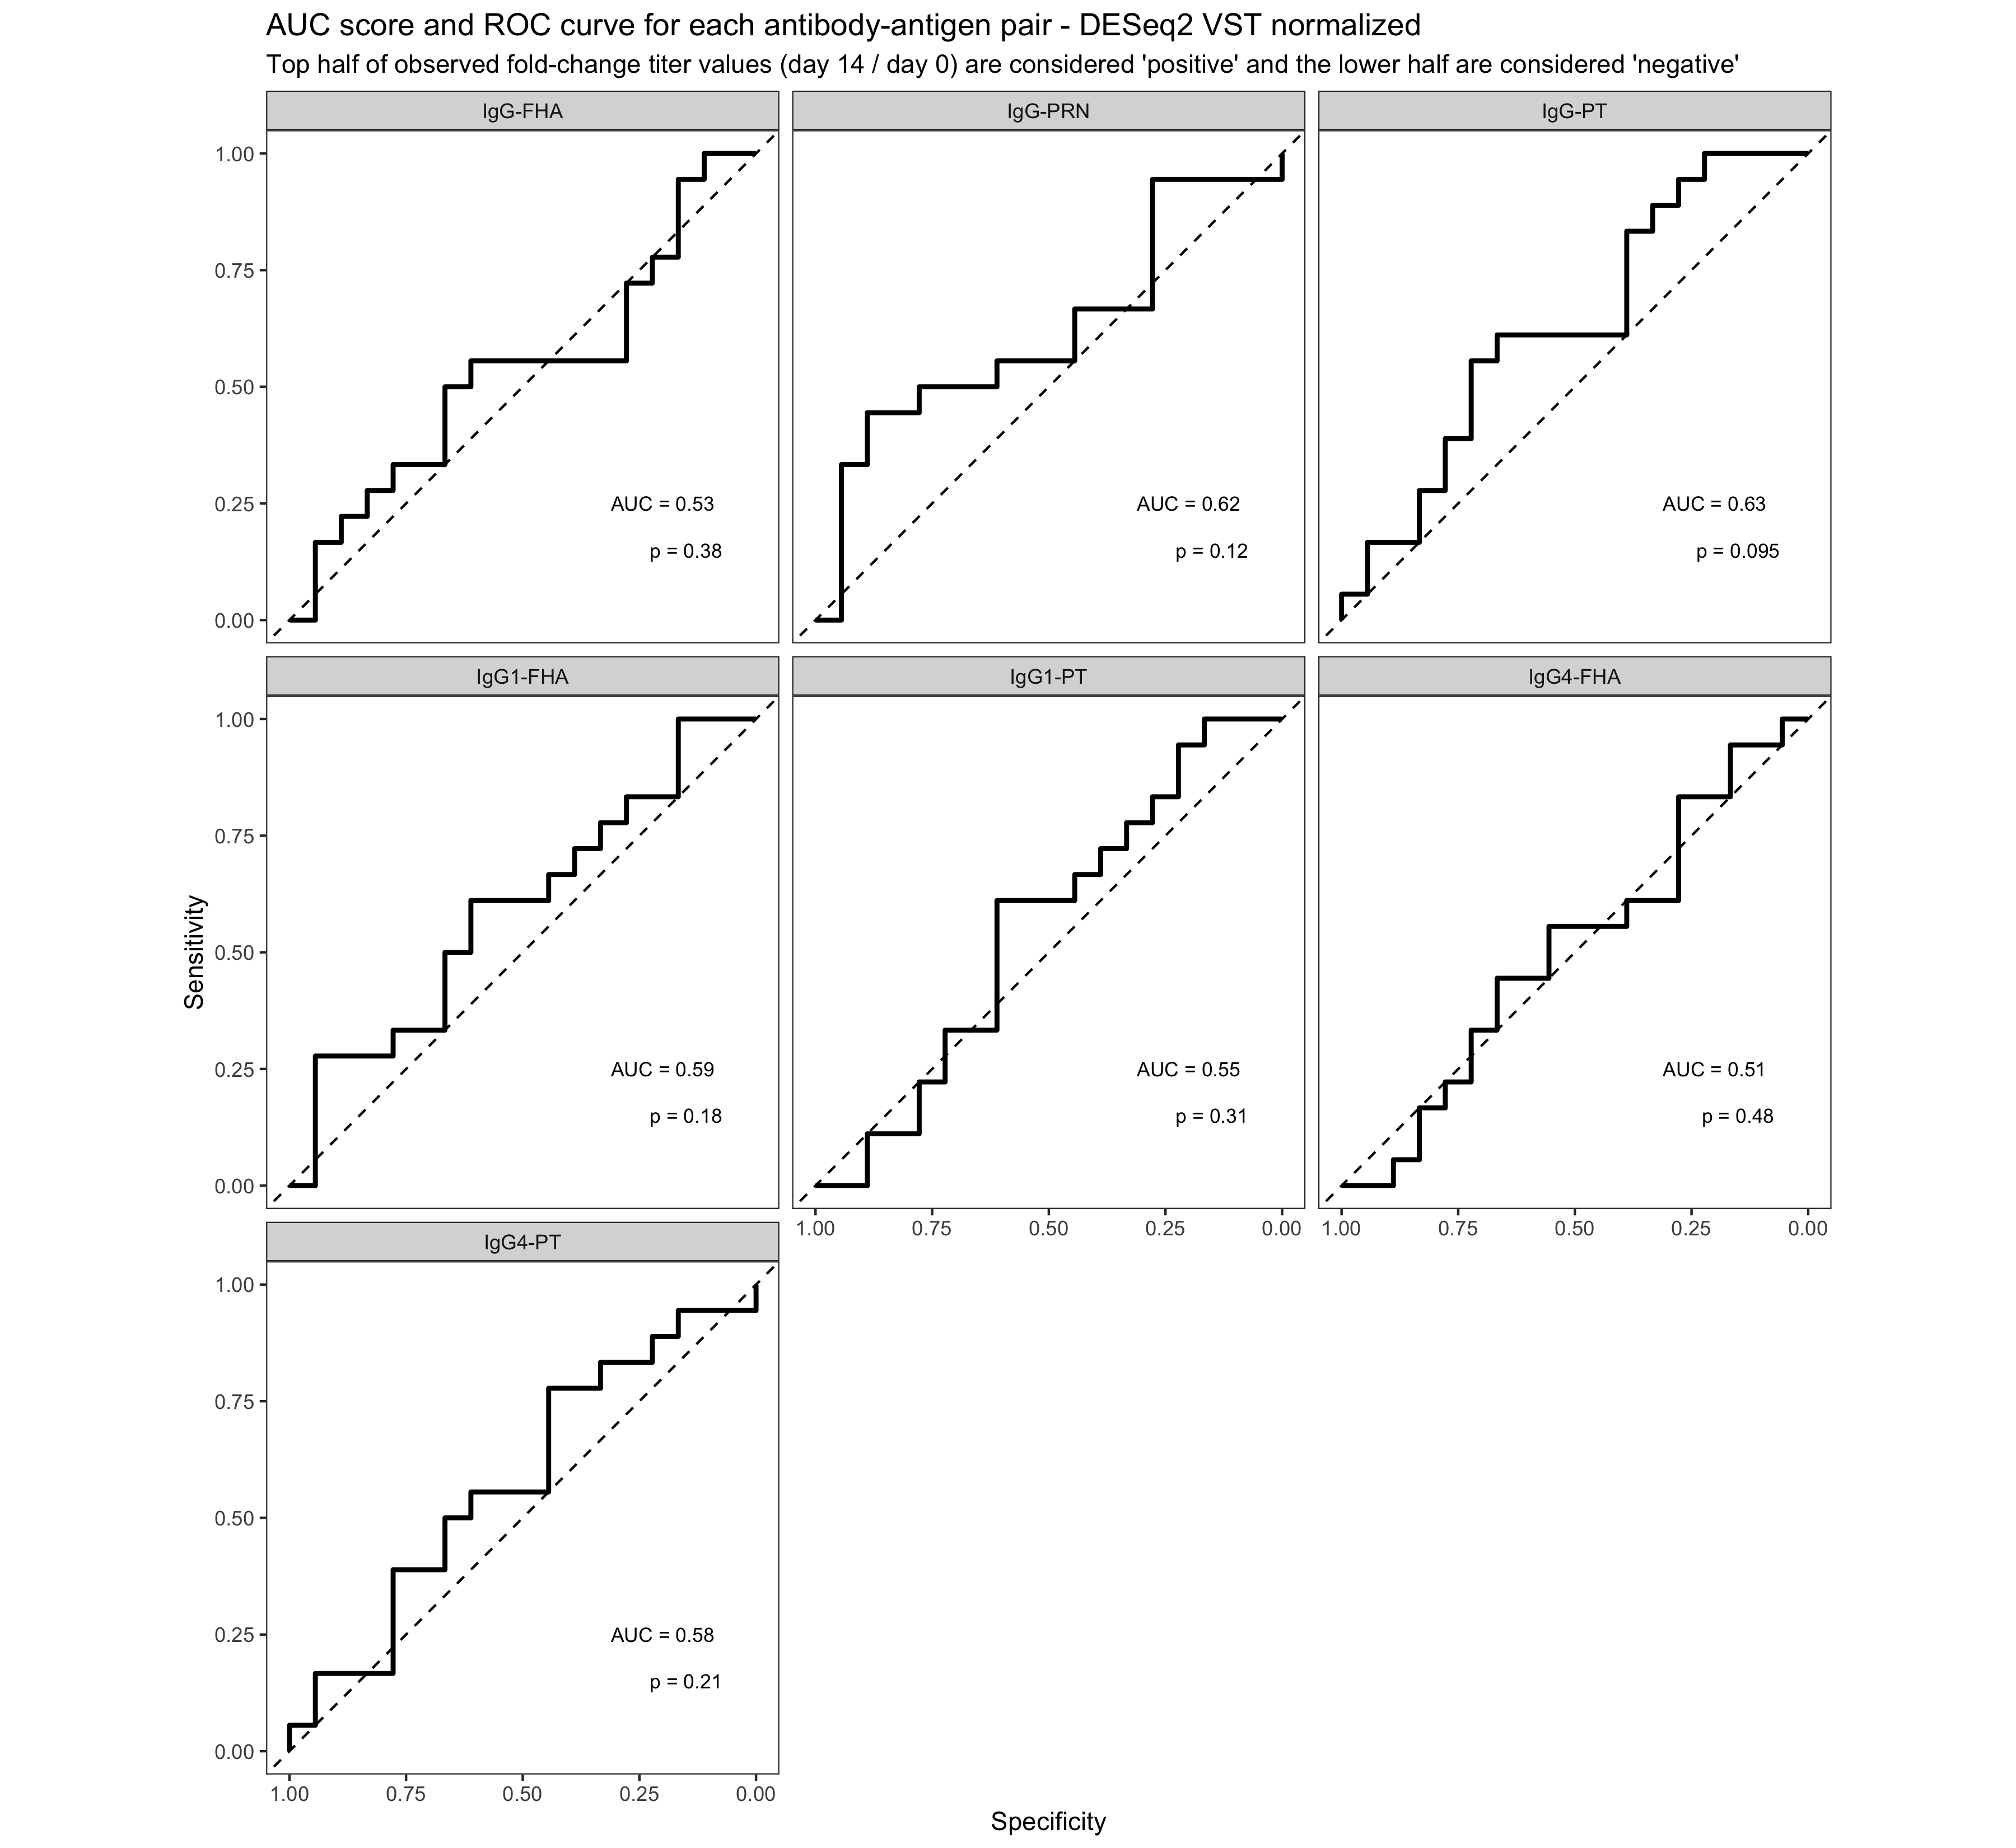 AUC score and ROC curve for each antibody-antigen pair - DESeq2 VST normalized
Top half of observed fold-change titer values (day 14 / day 0) are considered 'positive' and the lower half are considered 'negative'
IgG-FHA
IgG-PRN
IgG-PT
1.00
0.75
0.50
0.25
0.00
AUC = 0.53
p = 0.38
AUC = 0.62
p = 0.12
AUC = 0.63
p = 0.095
IgG1-FHA
IgG1-PT
IgG4-FHA
1.00
0.75
0.50
0.25
0.00
AUC = 0.59
p = 0.18
AUC = 0.55
p = 0.31
AUC = 0.51
p = 0.48
1.00 0.75 0.50 0.25 0.00
1.00 0.75 0.50 0.25 0.00
Sensitivity
IgG4-PT
1.00
0.75
0.50
0.25
0.00
AUC = 0.58
p = 0.21
1.00 0.75 0.50 0.25 0.00
Specificity